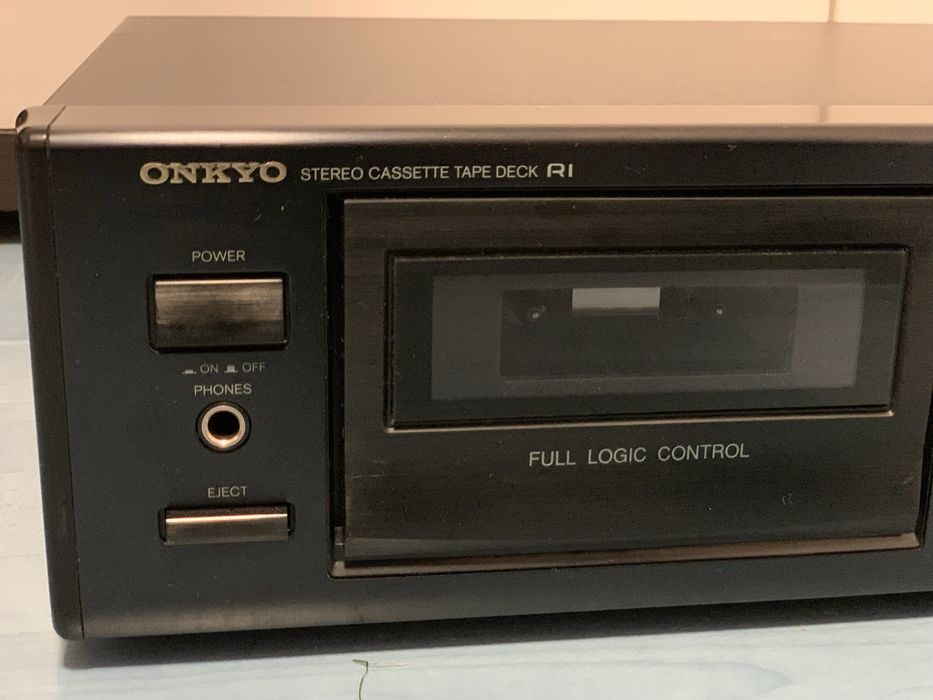 ONKYO STEREO CASSETTE TAPE DECK RI
POWER
ON OFF
PHONES
EJECT
FULL LOGIC CONTROL